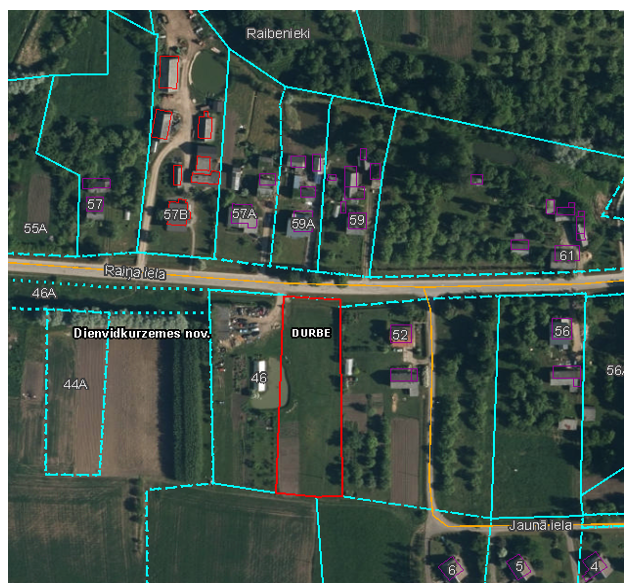 Raibenieki
57
55A
57B
57A
59A
59
61
Raiņa iela
46A
Dienvidkurzemes nov.
DURBE
52
56
46
44A
56A
Jaunā iela
6
5
4